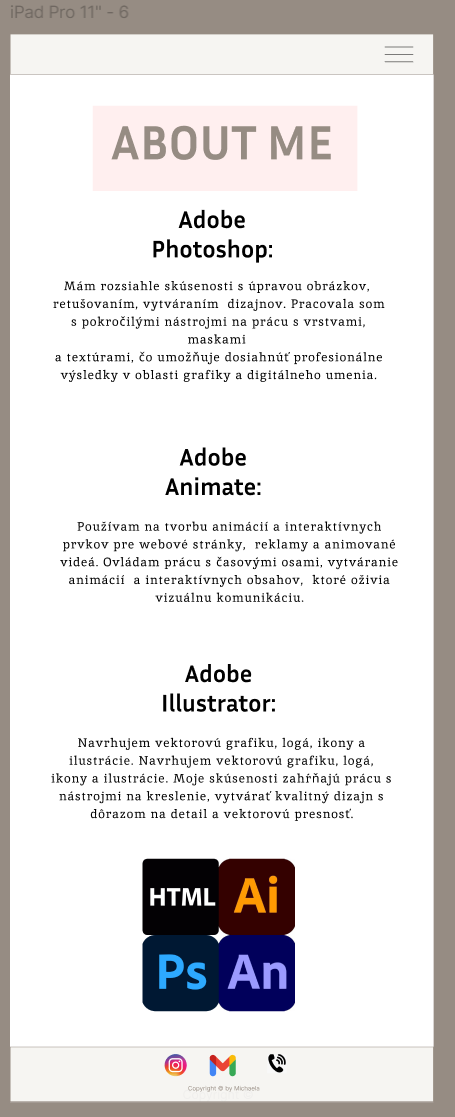 iPad Pro 11" - 6
ABOUT ME
Adobe
Photoshop:
Mám rozsiahle skúsenosti s úpravou obrázkov,
retušovaním, vytváraním  dizajnov. Pracovala som
s pokročilými nástrojmi na prácu s vrstvami,
maskami
a textúrami, čo umožňuje dosiahnúť profesionálne
výsledky v oblasti grafiky a digitálneho umenia.
Adobe
Animate:
Používam na tvorbu animácií a interaktívnych
prvkov pre webové stránky,  reklamy a animované
videá. Ovládam prácu s časovými osami, vytváranie
animácií  a interaktívnych obsahov,  ktoré oživia
vizuálnu komunikáciu.
Adobe
Illustrator:
Navrhujem vektorovú grafiku, logá, ikony a
ilustrácie. Navrhujem vektorovú grafiku, logá,
ikony a ilustrácie. Moje skúsenosti zahŕňajú prácu s
nástrojmi na kreslenie, vytvárať kvalitný dizajn s
dôrazom na detail a vektorovú presnosť.
HTML Ai
Ps An
Copyright © by Michaela